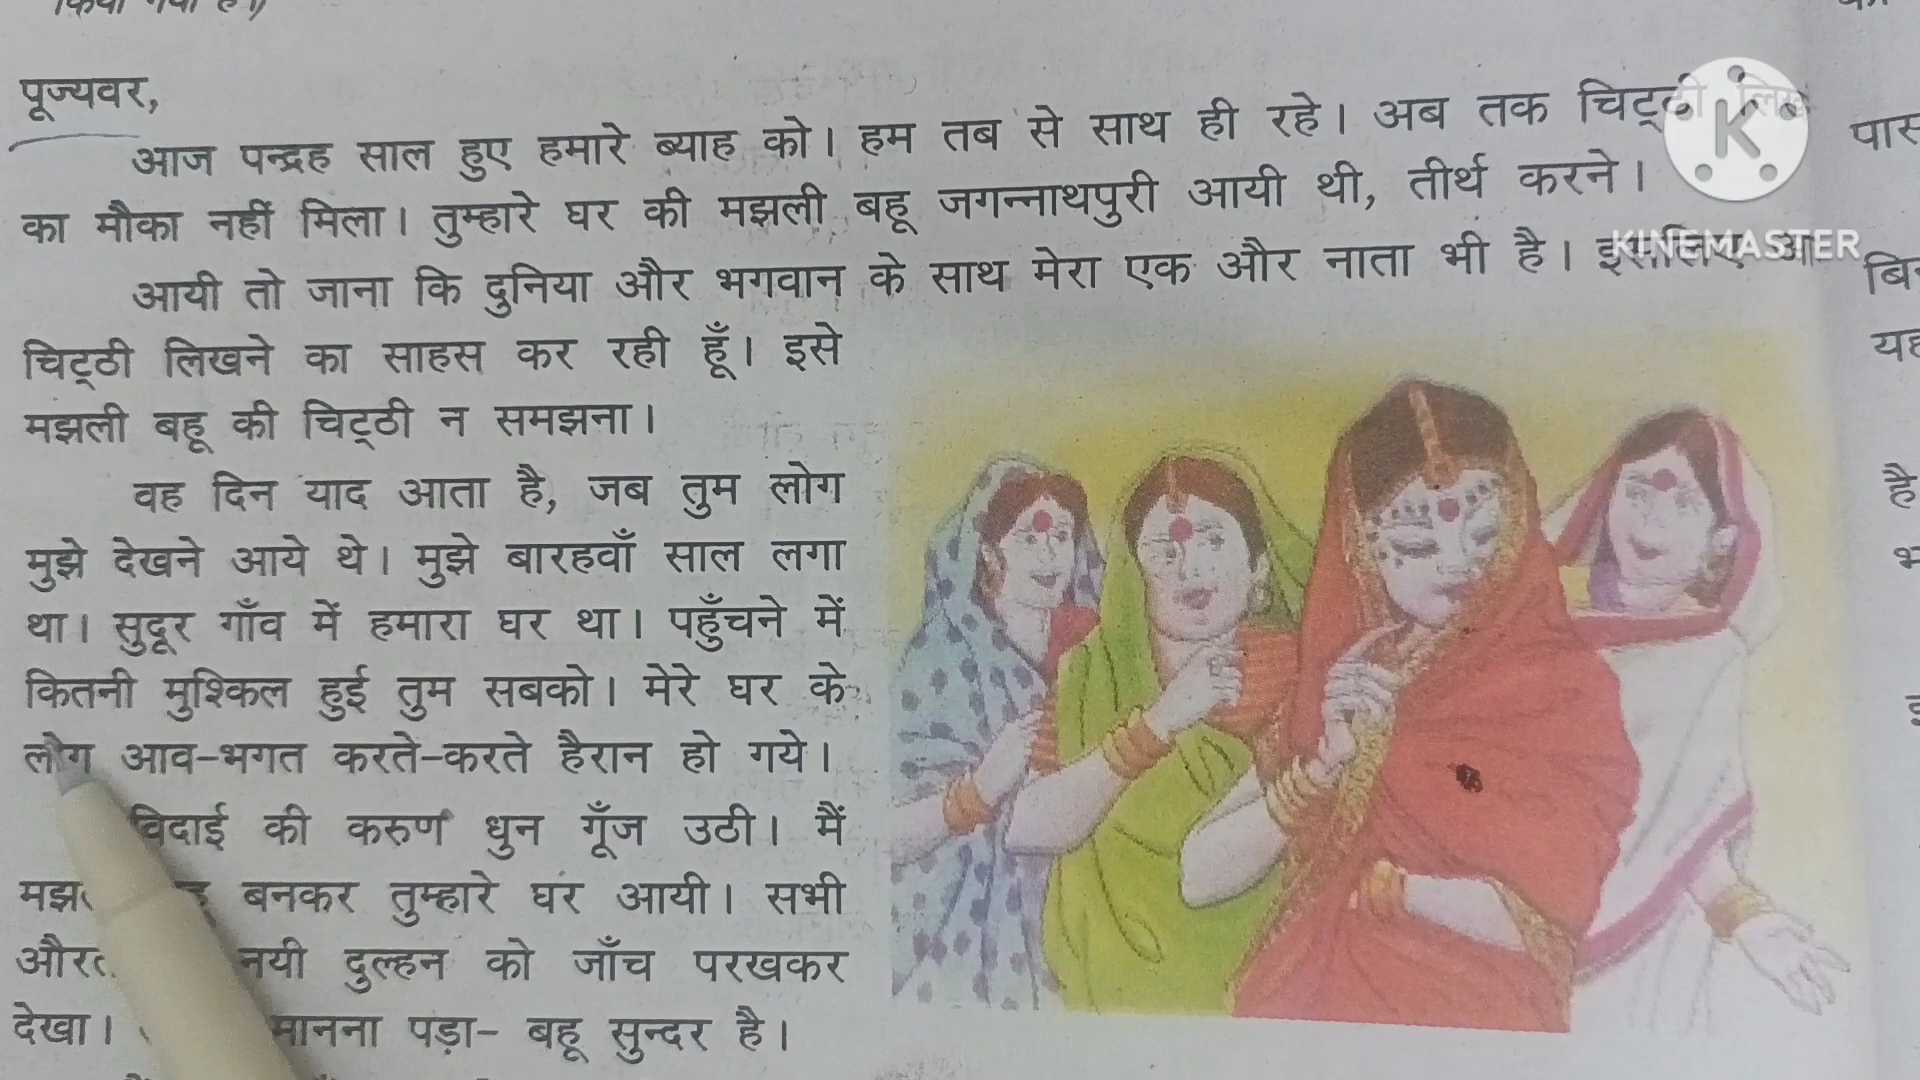 पूज्यवर,
आज पन्द्रह साल हुए हमारे ब्याह को। हम तब से साथ ही रहे। अब तक चिट्ठी
का मौका नहीं मिला। तुम्हारे घर की मझली बहू जगन्नाथपुरी आयी थी, तीर्थ करने।
KINEMASTER
आयी तो जाना कि दुनिया और भगवान के साथ मेरा एक और नाता भी है। इसलिए
चिट्ठी लिखने का साहस कर रही हूँ। इसे
मझली बहू की चिट्ठी न समझना।
वह दिन याद आता है, जब तुम लोग
मुझे देखने आये थे। मुझे बारहवाँ साल लगा
था। सुदूर गाँव में हमारा घर था। पहुँचने में
कितनी मुश्किल हुई तुम सबको। मेरे घर के
लोग आव-भगत करते-करते हैरान हो गये।
विदाई की करुण धुन गूँज उठी। मैं
बनकर तुम्हारे घर आयी। सभी
नयी दुल्हन को जाँच परखकर
देखा। मानना पड़ा- बहू सुन्दर है।
पास
यह
है